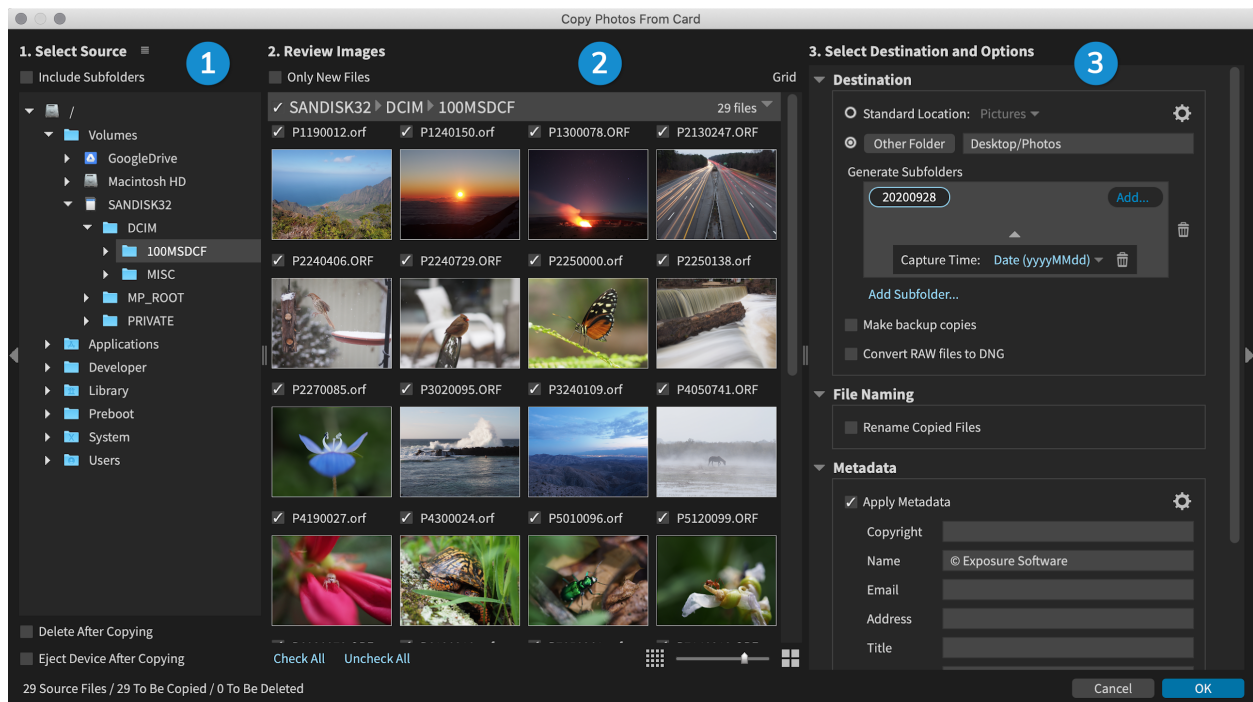 Copy Photos From Card
1. Select Source
1
Include Subfolders
/
Volumes
GoogleDrive
Macintosh HD
SANDISK32
DCIM
100MSDCF
MISC
MP_ROOT
PRIVATE
Applications
Developer
Library
Preboot
System
Users
Delete After Copying
Eject Device After Copying
29 Source Files / 29 To Be Copied / 0 To Be Deleted
2. Review Images
2
Only New Files
Grid
SANDISK32 DCIM 100MSDCF 29 files
P1190012.orf P1240150.orf P1300078.ORF P2130247.ORF
P2240406.ORF P2240729.ORF P2250000.orf P2250138.orf
P2270085.orf P3020095.ORF P3240109.orf P4050741.ORF
P4190027.orf P4300024.orf P5010096.orf P5120099.ORF
Check All Uncheck All
3. Select Destination and Options
3
Destination
Standard Location: Pictures
Other Folder Desktop/Photos
Generate Subfolders
20200928 Add...
Capture Time: Date (yyyyMMdd)
Add Subfolder...
Make backup copies
Convert RAW files to DNG
File Naming
Rename Copied Files
Metadata
Apply Metadata
Copyright
Name © Exposure Software
Email
Address
Title
Cancel OK